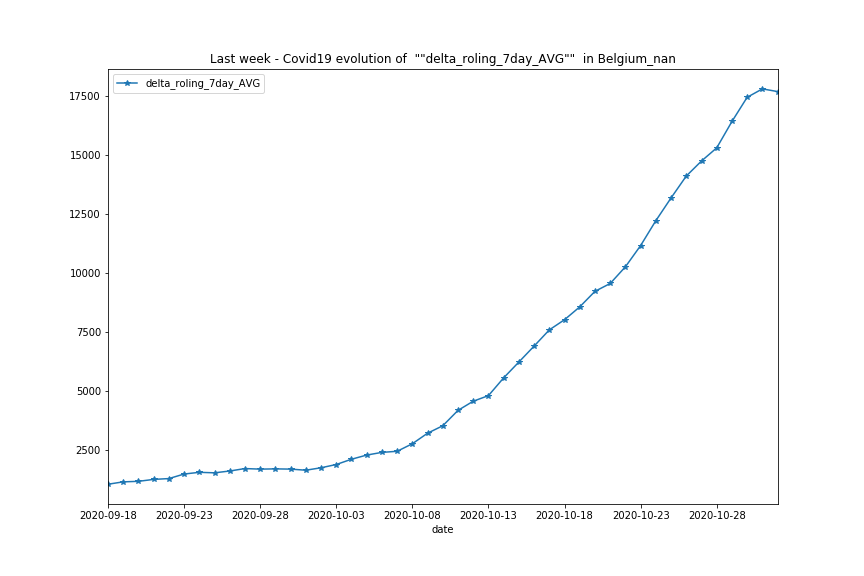 Last week - Covid19 evolution of  ""delta_roling_7day_AVG""  in Belgium_nan
delta_roling_7day_AVG
17500
15000
12500
10000
7500
5000
2500
2020-09-18 2020-09-23 2020-09-28 2020-10-03 2020-10-08 2020-10-13 2020-10-18 2020-10-23 2020-10-28
date